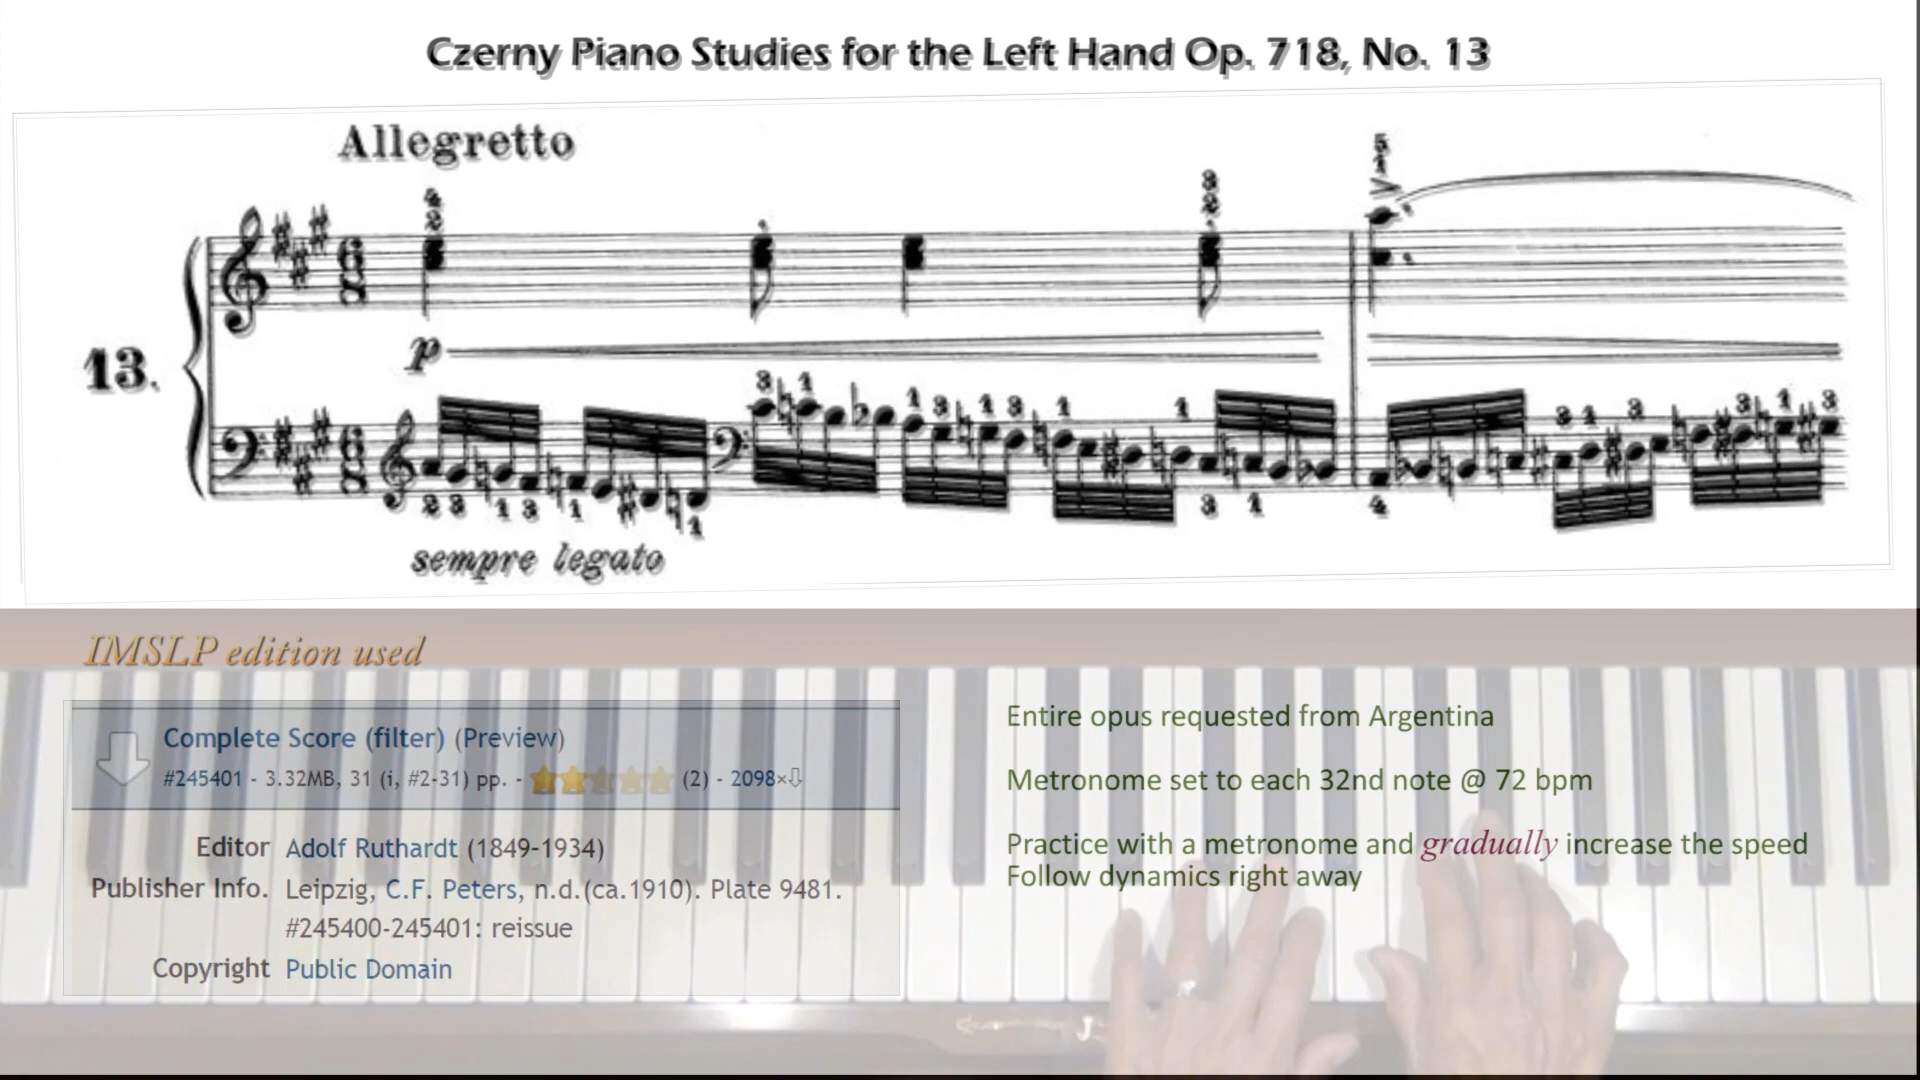 Czerny Piano Studies for the Left Hand Op. 718, No. 13
Allegretto
13.
p
sempre legato
IMSLP edition used
Complete Score (filter) (Preview)
#245401 - 3.32MB, 31 (i, #2-31) pp. - (2) - 2098×
Editor Adolf Ruthardt (1849-1934)
Publisher Info. Leipzig, C.F. Peters, n.d.(ca.1910). Plate 9481.
#245400-245401: reissue
Copyright Public Domain
Entire opus requested from Argentina
Metronome set to each 32nd note @ 72 bpm
Practice with a metronome and gradually increase the speed
Follow dynamics right away